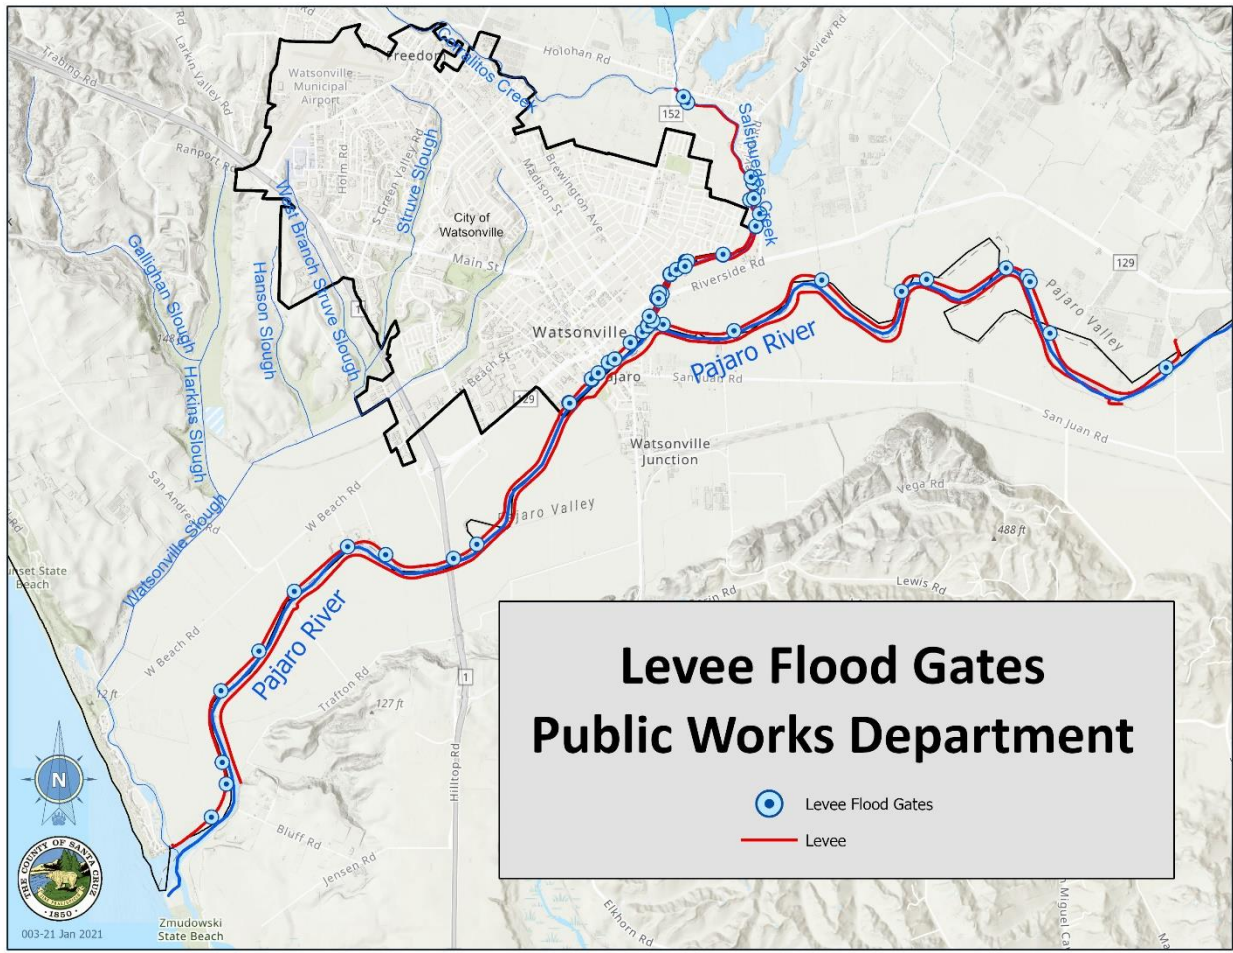 Trabing Rd
Larkin Valley Rd
Freedom
Corralitos Creek
Holohan Rd
Lakeview Rd
Watsonville
Municipal
Airport
152
Salsipuedes Creek
Ranport Rd
Holm Rd
S Green Valley Rd
Struve Slough
Madison St
Brewington Ave
City of
Watsonville
West Branch Struve Slough
Main St
Riverside Rd
129
Gallighan Slough
Hanson Slough
1
Pajaro Valley
Watsonville
Pajaro River
W Beach St
Pajaro
San Juan Rd
129
San Juan Rd
Harkins Slough
Watsonville
Junction
W Beach Rd
Pajaro Valley
Vega Rd
488 ft
Watsonville Slough
Sunset State
Beach
Lewis Rd
W Beach Rd
Pajaro River
Trafton Rd
127 ft
12 ft
1
Hilltop Rd
Levee Flood Gates
Public Works Department
Levee Flood Gates
Levee
N
Bluff Rd
Jensen Rd
Elkhorn Rd
THE COUNTY OF SANTA CRUZ
1850
003-21 Jan 2021
Zmudowski
State Beach